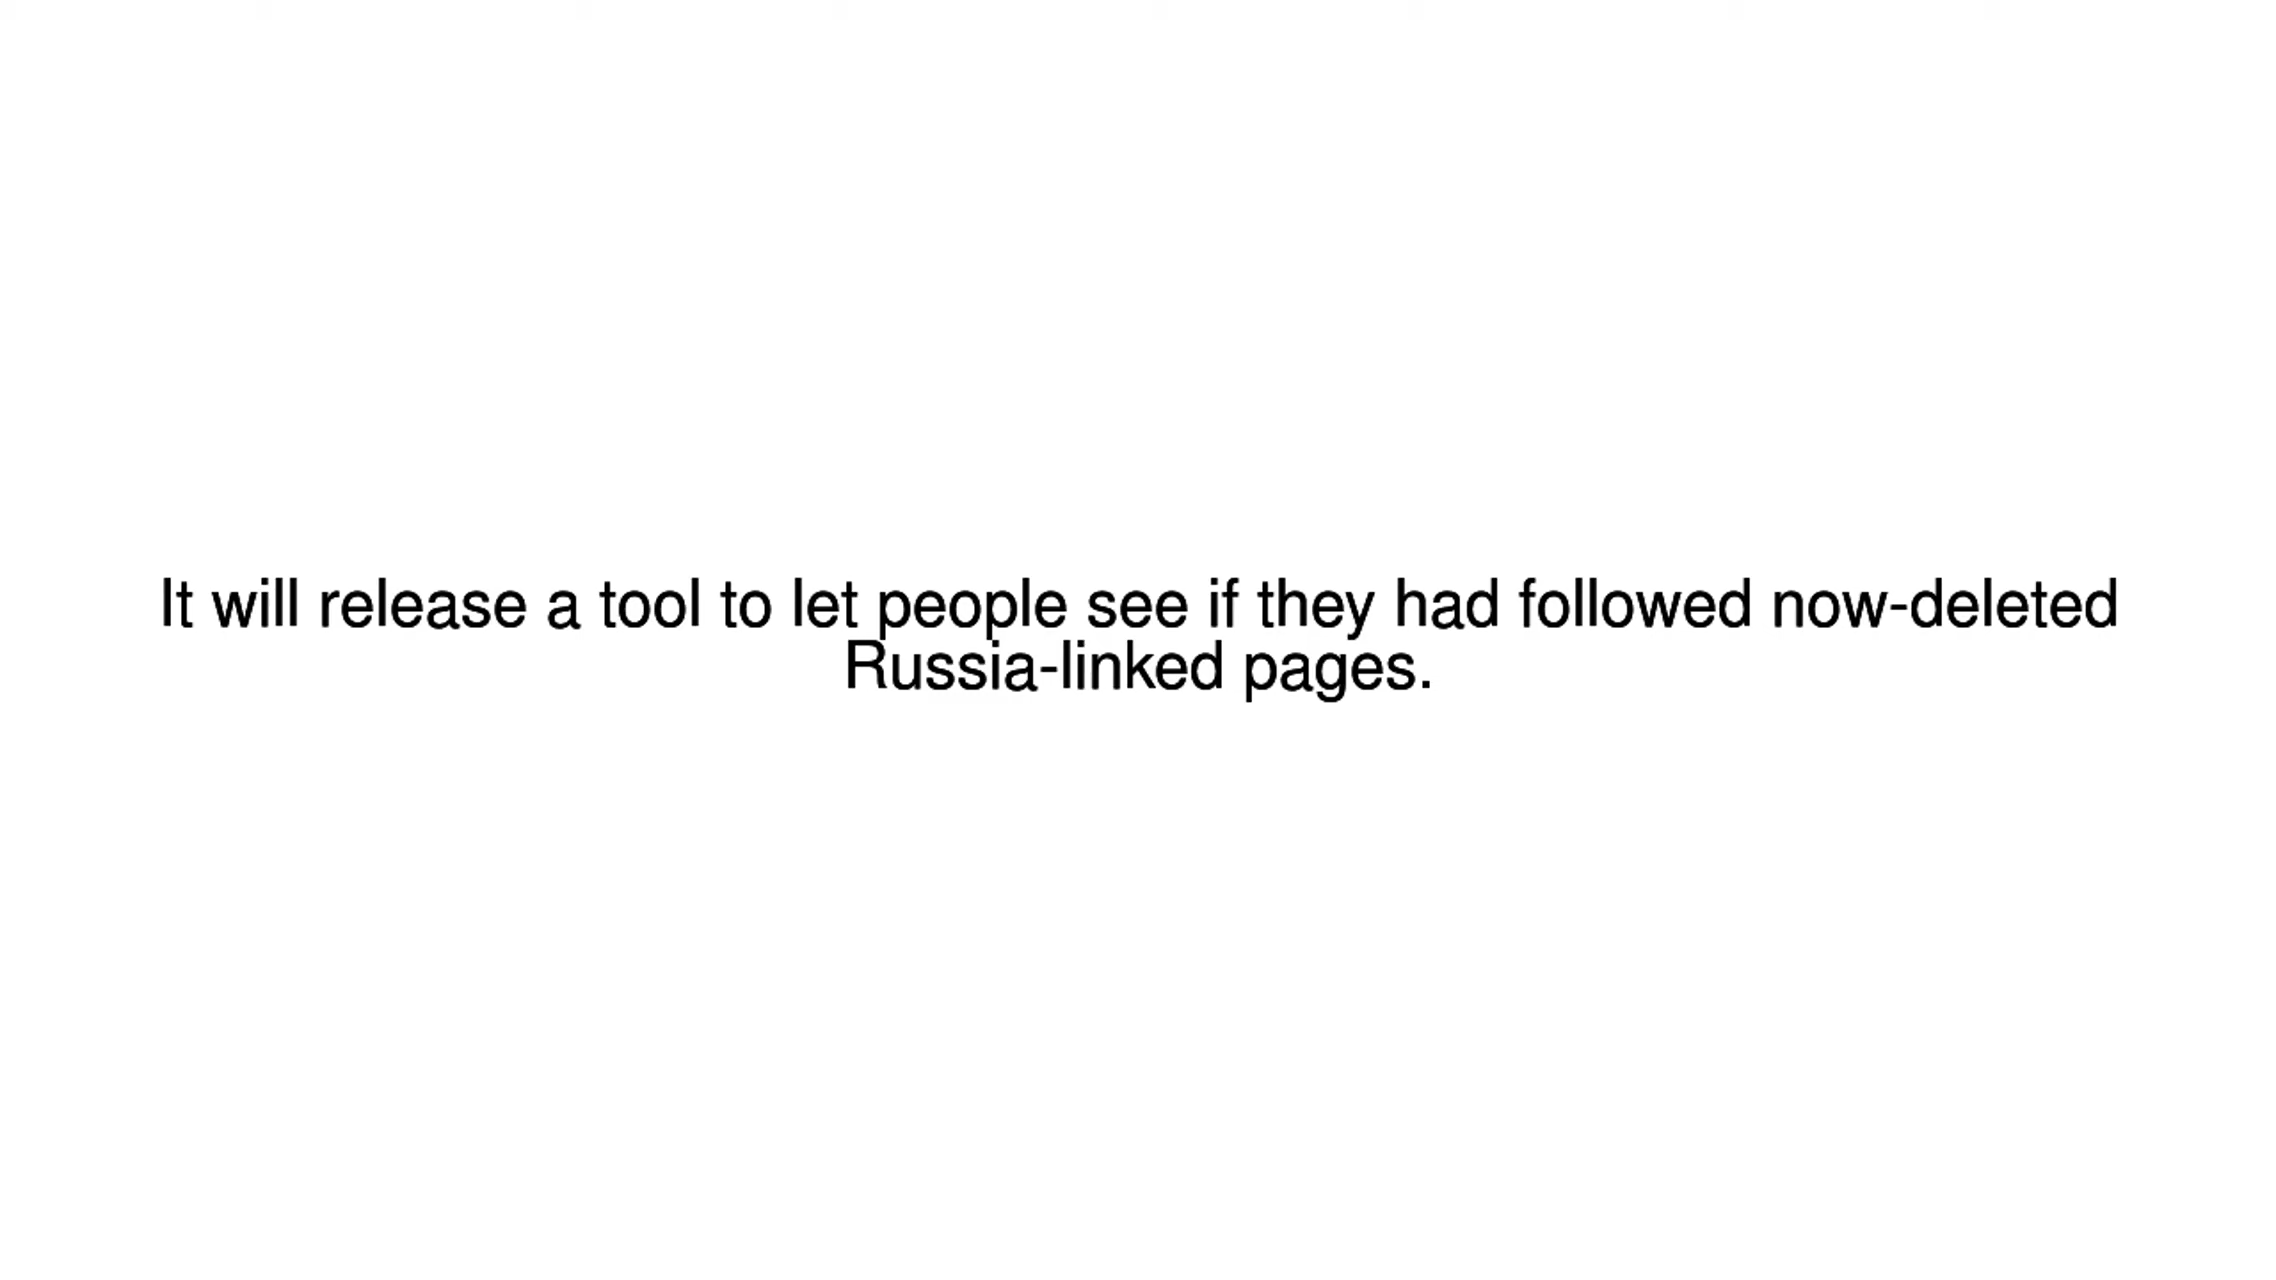 It will release a tool to let people see if they had followed now-deleted
Russia-linked pages.